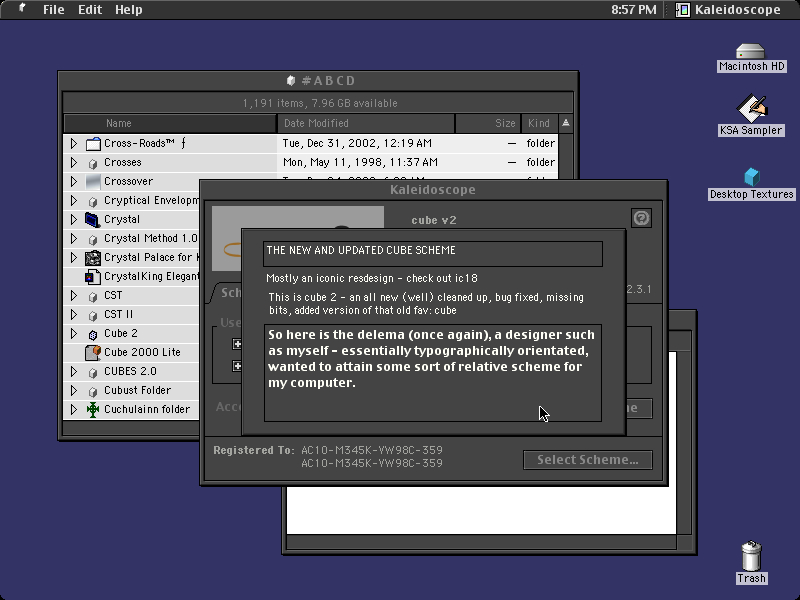 File Edit Help
8:57 PM
Kaleidoscope
Macintosh HD
KSA Sampler
Desktop Textures
Trash
#ABCD
1,191 items, 7.96 GB available
Name Date Modified Size Kind
Cross-Roads™ ƒ Tue, Dec 31, 2002, 12:19 AM — folder
Crosses Mon, May 11, 1998, 11:37 AM — folder
Crossover
Cryptical Envelopm
Crystal
Crystal Method 1.0
Crystal Palace for K
CrystalKing Elegant
CST
CST II
Cube 2
Cube 2000 Lite
CUBES 2.0
Cubust Folder
Cuchulainn folder
Kaleidoscope
cube v2
2.3.1
Sch
Use
Acce
ne
THE NEW AND UPDATED CUBE SCHEME
Mostly an iconic resdesign - check out ic18
This is cube 2 - an all new (well) cleaned up, bug fixed, missing
bits, added version of that old fav: cube
So here is the delema (once again), a designer such
as myself - essentially typographically orientated,
wanted to attain some sort of relative scheme for
my computer.
Registered To: AC10-M345K-YW98C-359
AC10-M345K-YW98C-359
Select Scheme...